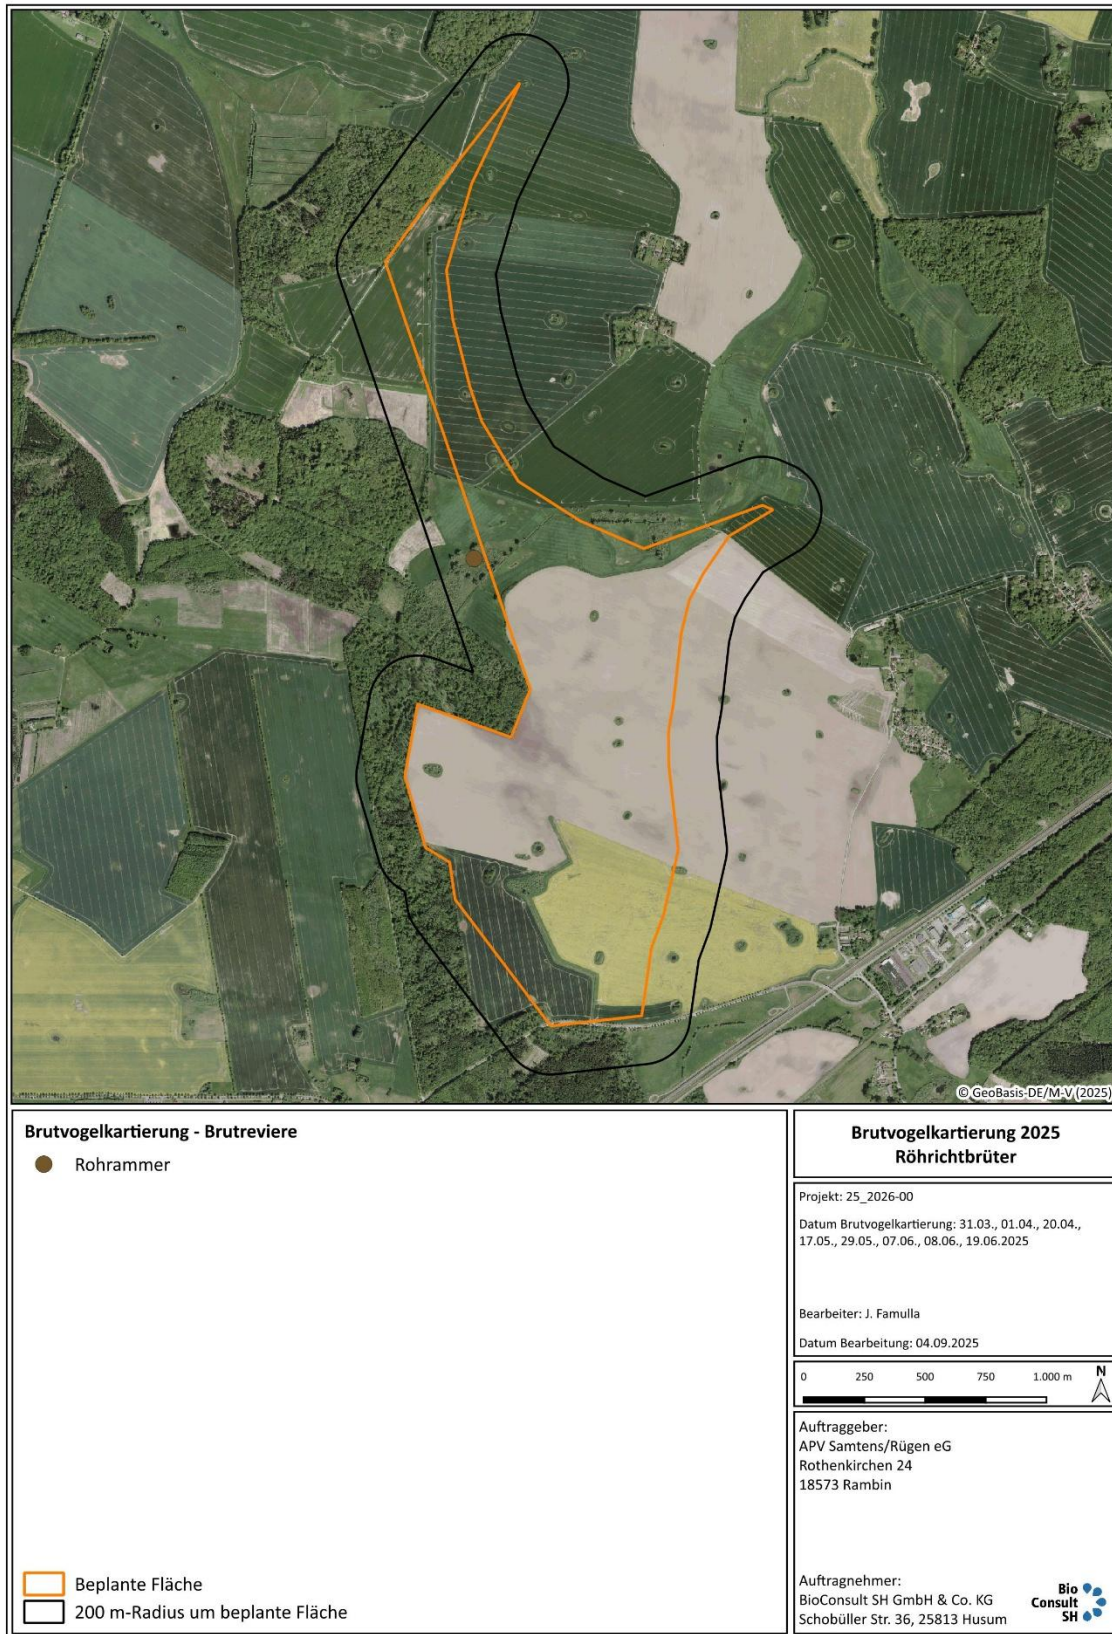 © GeoBasis-DE/M-V (2025)
Brutvogelkartierung - Brutreviere
Rohrammer
Beplante Fläche
200 m-Radius um beplante Fläche
Brutvogelkartierung 2025
Röhrichtbrüter
Projekt: 25_2026-00
Datum Brutvogelkartierung: 31.03., 01.04., 20.04.,
17.05., 29.05., 07.06., 08.06., 19.06.2025
Bearbeiter: J. Famulla
Datum Bearbeitung: 04.09.2025
0 250 500 750 1.000 m
N
Auftraggeber:
APV Samtens/Rügen eG
Rothenkirchen 24
18573 Rambin
Auftragnehmer:
BioConsult SH GmbH & Co. KG
Schobüller Str. 36, 25813 Husum
Bio
Consult
SH